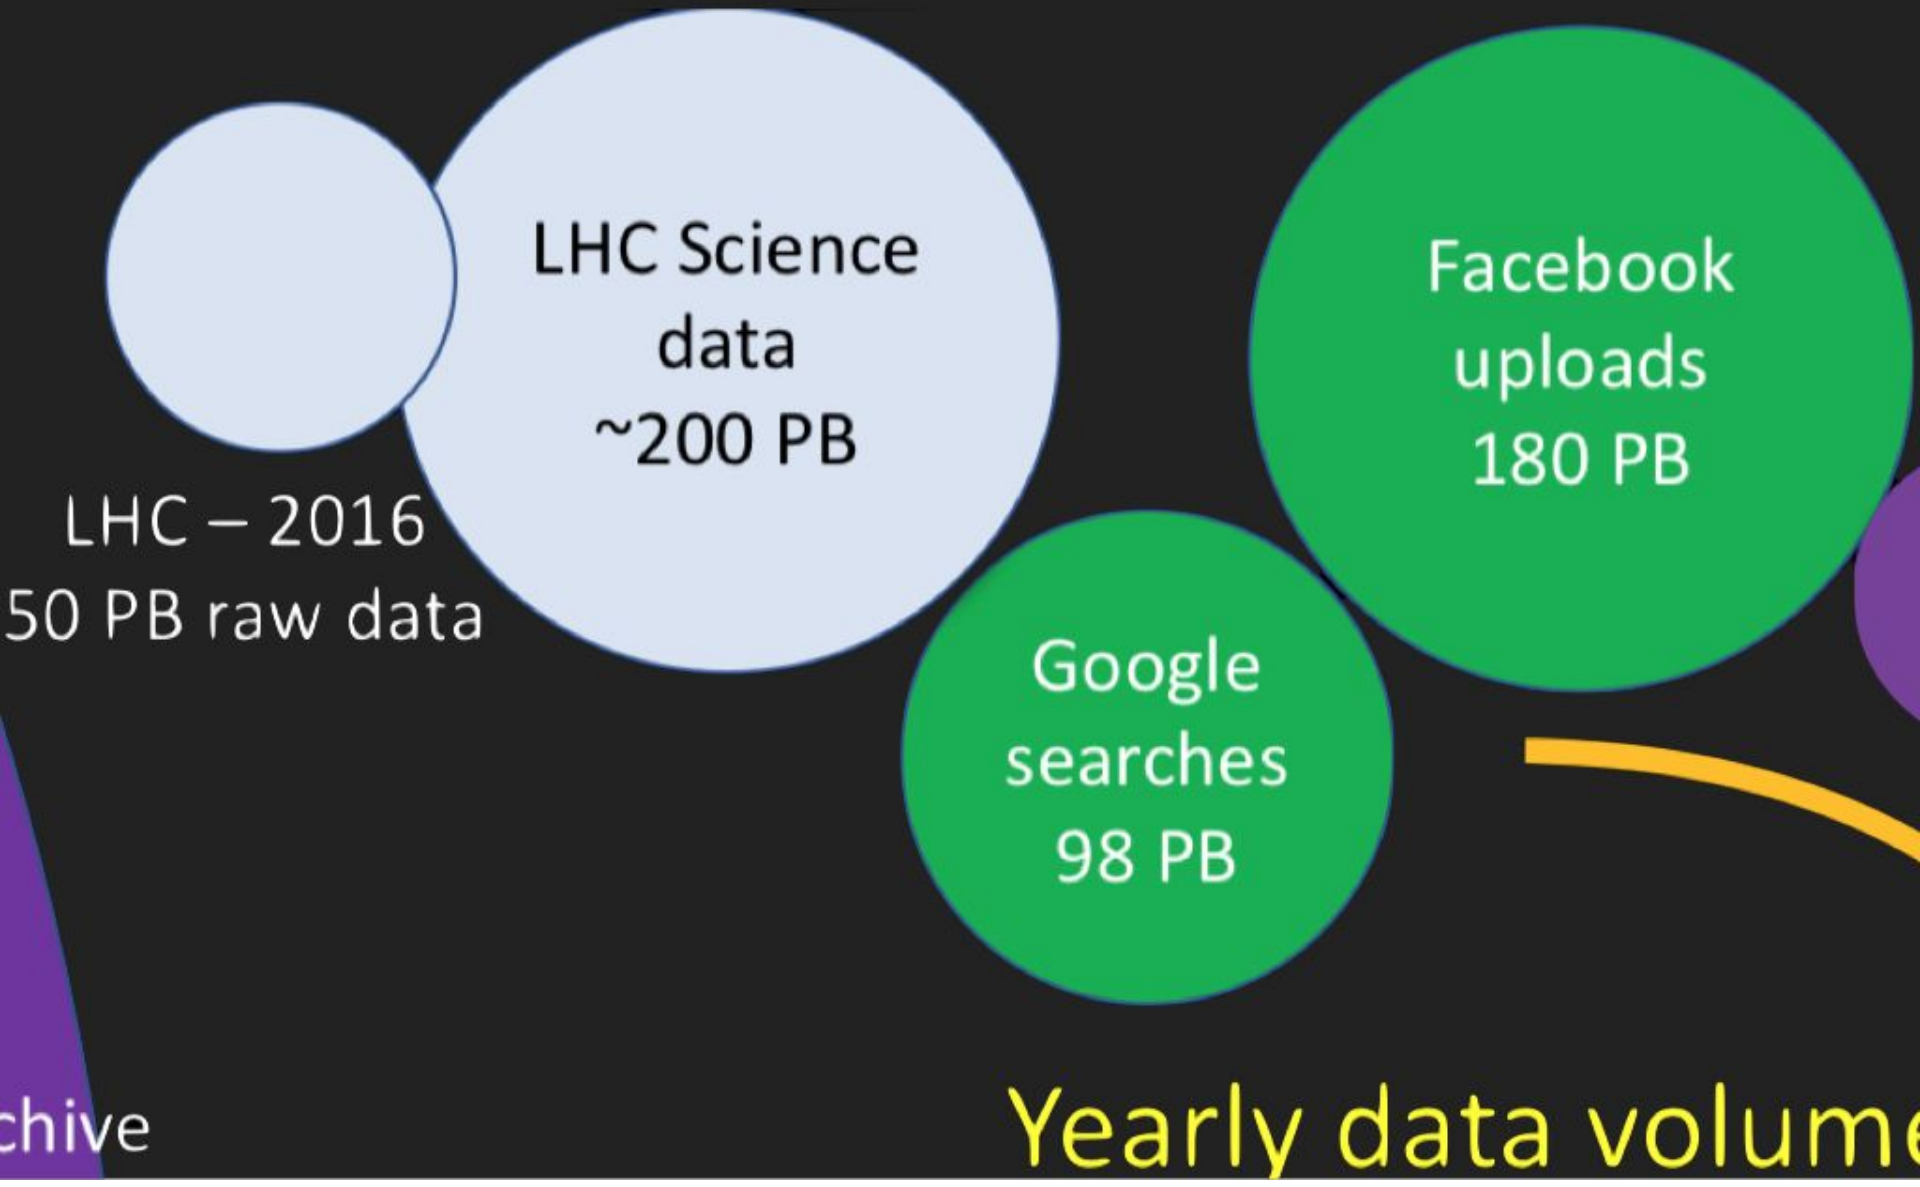 LHC Science
data
~200 PB
Facebook
uploads
180 PB
LHC – 2016
50 PB raw data
Google
searches
98 PB
chive
Yearly data volume